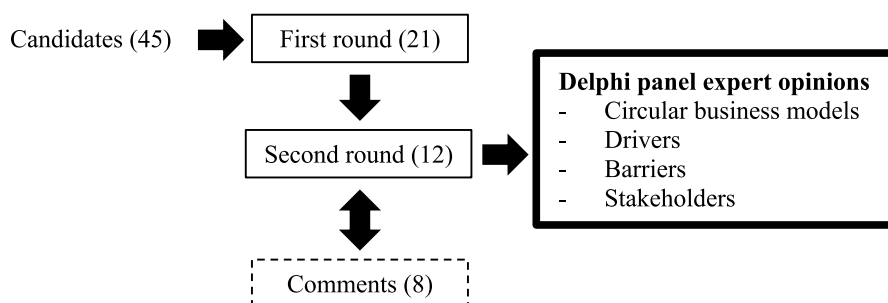 Candidates (45)
First round (21)
Second round (12)
Comments (8)
Delphi panel expert opinions
- Circular business models
- Drivers
- Barriers
- Stakeholders